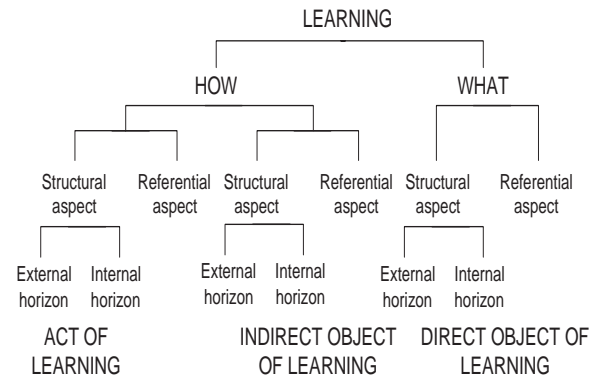 LEARNING
HOW WHAT
Structural Referential Structural Referential Structural Referential
aspect aspect aspect aspect aspect aspect
External Internal External Internal External Internal
horizon horizon horizon horizon horizon horizon
ACT OF INDIRECT OBJECT DIRECT OBJECT OF
LEARNING OF LEARNING LEARNING